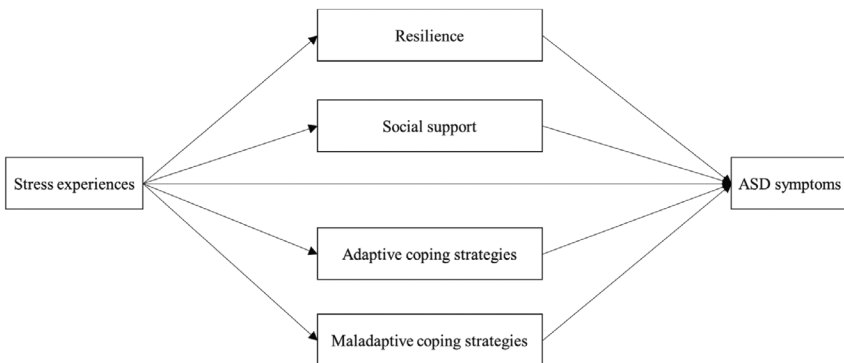 Resilience
Social support
Stress experiences
ASD symptoms
Adaptive coping strategies
Maladaptive coping strategies